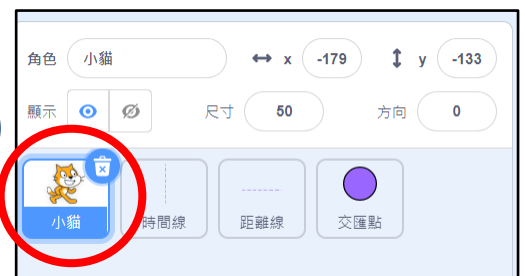 角色 小貓 x -179 y -133
顯示 尺寸 50 方向 0
小貓 時間線 距離線 交匯點